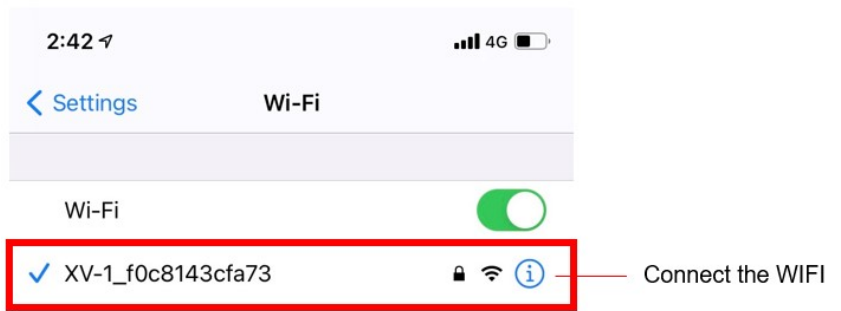 2:42 4G
Settings Wi-Fi
Wi-Fi
XV-1_f0c8143cfa73 Connect the WIFI